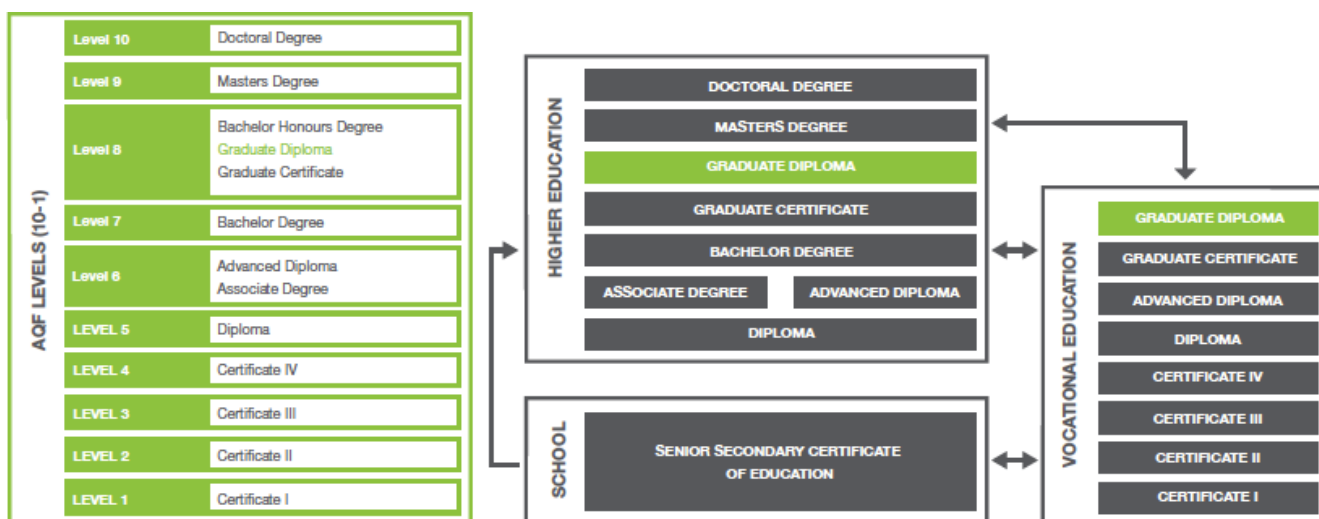 AQF LEVELS (10-1)
Level 10
Doctoral Degree
Level 9
Masters Degree
Level 8
Bachelor Honours Degree
Graduate Diploma
Graduate Certificate
Level 7
Bachelor Degree
Level 6
Advanced Diploma
Associate Degree
LEVEL 5
Diploma
LEVEL 4
Certificate IV
LEVEL 3
Certificate III
LEVEL 2
Certificate II
LEVEL 1
Certificate I
HIGHER EDUCATION
DOCTORAL DEGREE
MASTERS DEGREE
GRADUATE DIPLOMA
GRADUATE CERTIFICATE
BACHELOR DEGREE
ASSOCIATE DEGREE
ADVANCED DIPLOMA
DIPLOMA
SCHOOL
SENIOR SECONDARY CERTIFICATE
OF EDUCATION
VOCATIONAL EDUCATION
GRADUATE DIPLOMA
GRADUATE CERTIFICATE
ADVANCED DIPLOMA
DIPLOMA
CERTIFICATE IV
CERTIFICATE III
CERTIFICATE II
CERTIFICATE I